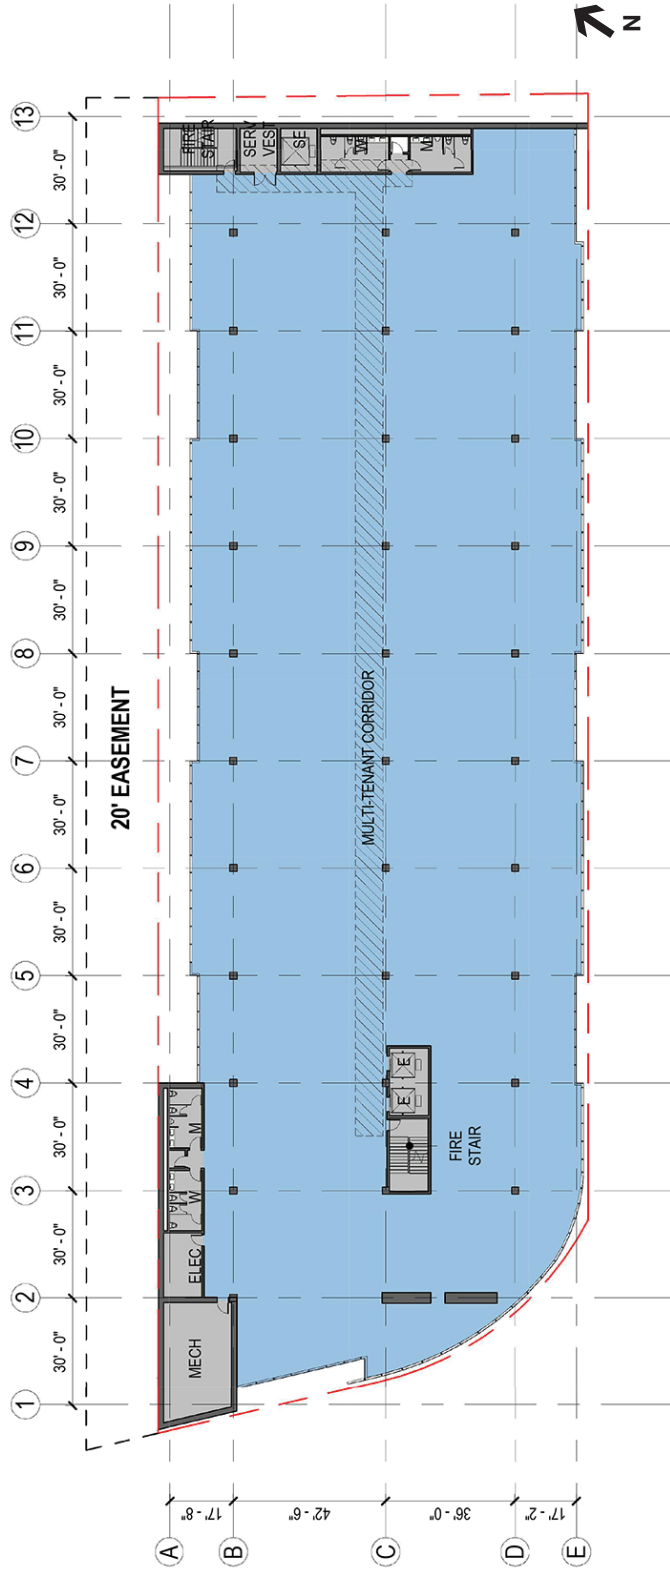 N
13
12
11
10
9
8
7
6
5
4
3
2
1
30' - 0"
30' - 0"
30' - 0"
30' - 0"
30' - 0"
30' - 0"
30' - 0"
30' - 0"
30' - 0"
30' - 0"
30' - 0"
30' - 0"
20' EASEMENT
FIRE
STAIR
SERV
VEST
SE
W
M
MULTI-TENANT CORRIDOR
E
E
FIRE
STAIR
M
W
ELEC
MECH
17' - 8"
42' - 6"
36' - 0"
17' - 2"
A
B
C
D
E